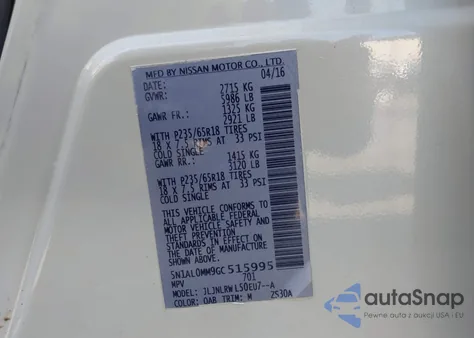 MFD BY NISSAN MOTOR CO., LTD.
DATE: 04/16
GVWR: 2715 KG
5986 LB
GAWR FR: 1325 KG
2921 LB
WITH P235/65R18 TIRES
18 X 7.5 RIMS AT 33 PSI
COLD SINGLE
GAWR RR: 1415 KG
3120 LB
WITH P235/65R18 TIRES
18 X 7.5 RIMS AT 33 PSI
COLD SINGLE
THIS VEHICLE CONFORMS TO
ALL APPLICABLE FEDERAL
MOTOR VEHICLE SAFETY AND
THEFT PREVENTION
STANDARDS IN EFFECT ON
THE DATE OF MANUFACTURE
SHOWN ABOVE.
5N1AL0MM9GC515995
MPV 701
MODEL: JLJNLRWL50EU7--A
COLOR: QAB TRIM: M 2530A
autoSnap
Salvage Cars from USA | EU